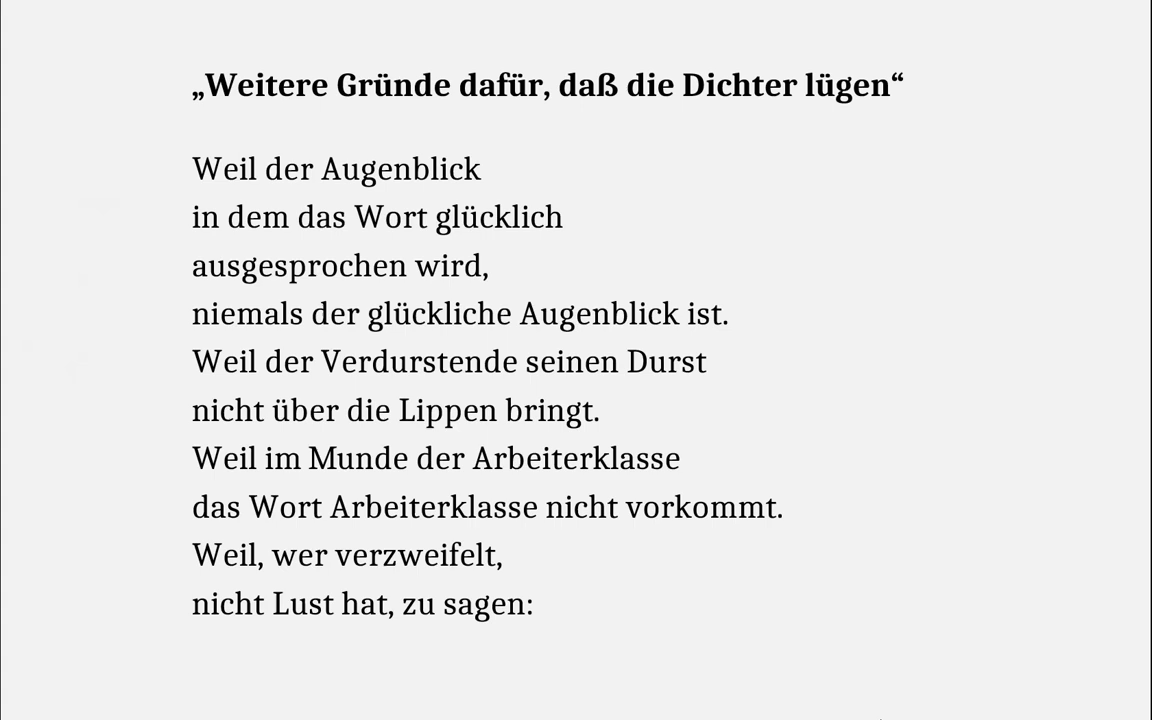 „Weitere Gründe dafür, daß die Dichter lügen“
Weil der Augenblick
in dem das Wort glücklich
ausgesprochen wird,
niemals der glückliche Augenblick ist.
Weil der Verdurstende seinen Durst
nicht über die Lippen bringt.
Weil im Munde der Arbeiterklasse
das Wort Arbeiterklasse nicht vorkommt.
Weil, wer verzweifelt,
nicht Lust hat, zu sagen: